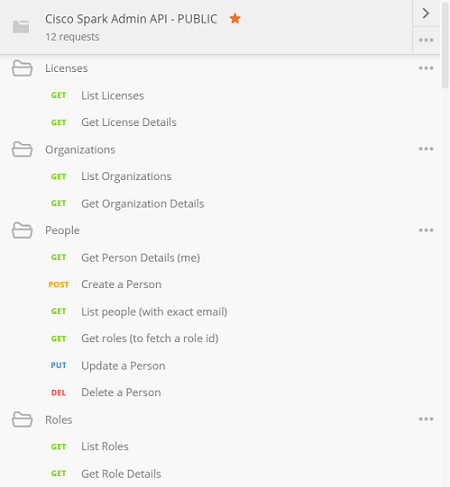 Cisco Spark Admin API - PUBLIC
12 requests
Licenses
GET List Licenses
GET Get License Details
Organizations
GET List Organizations
GET Get Organization Details
People
GET Get Person Details (me)
POST Create a Person
GET List people (with exact email)
GET Get roles (to fetch a role id)
PUT Update a Person
DEL Delete a Person
Roles
GET List Roles
GET Get Role Details